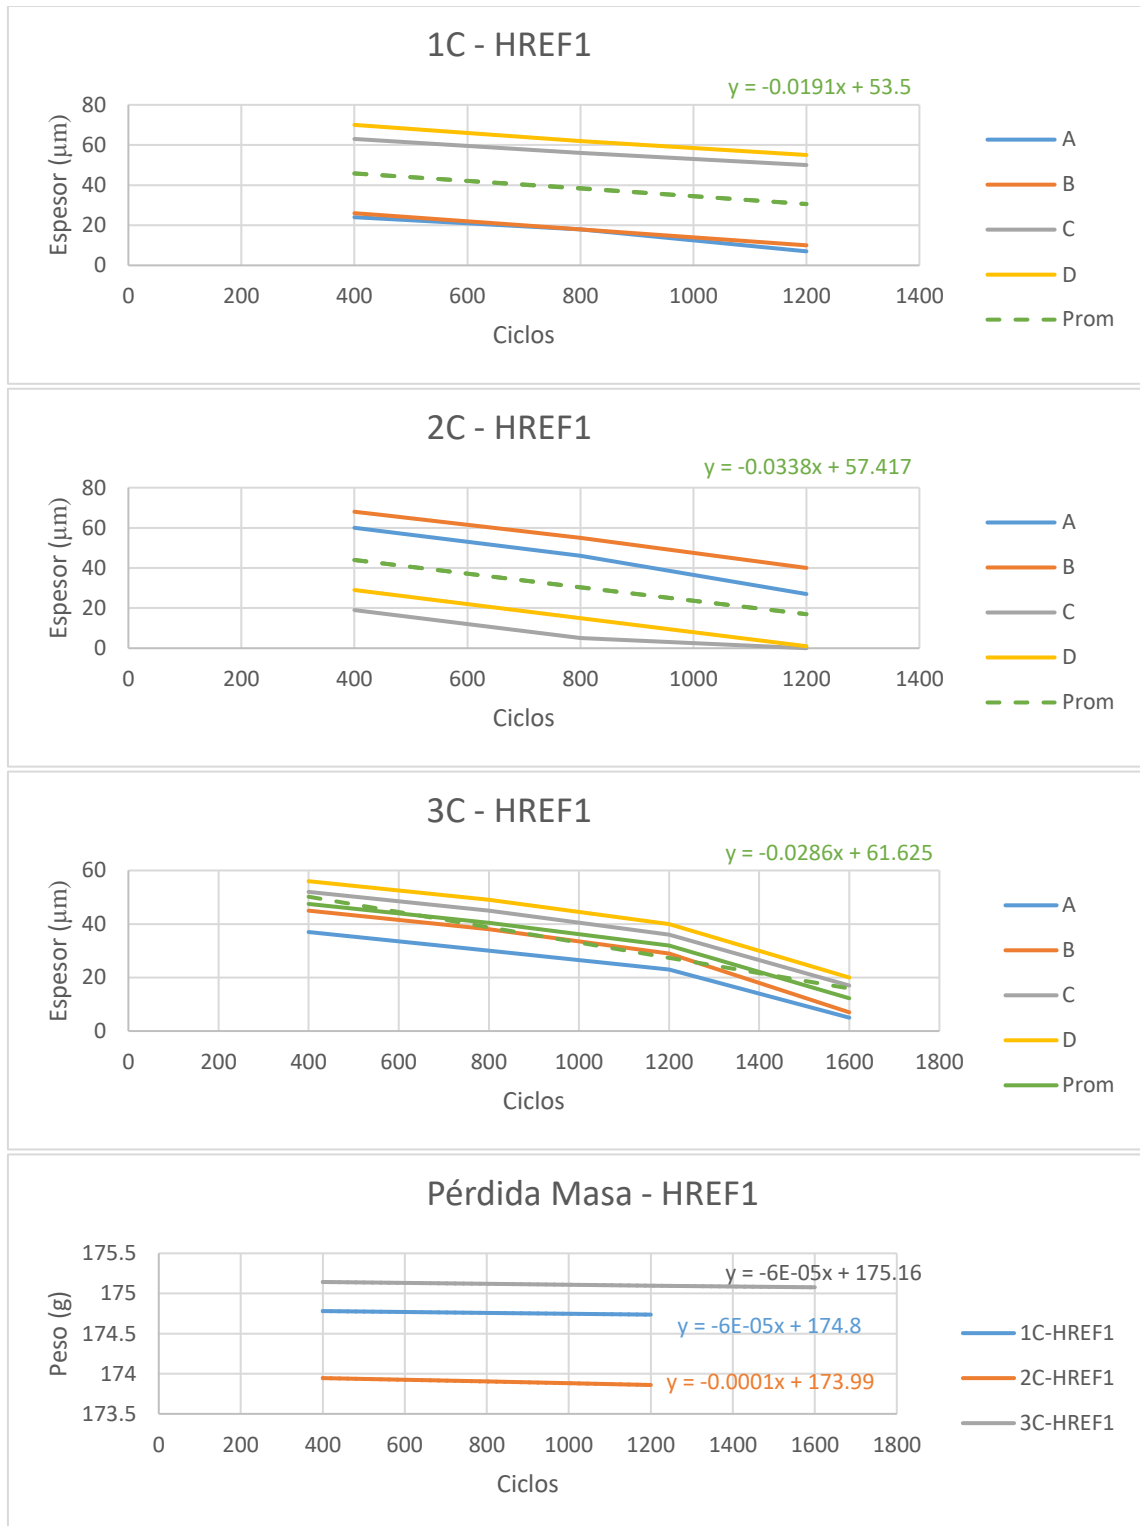 1C - HREF1
y = -0.0191x + 53.5
80
60
40
20
0
Espesor (μm)
0 200 400 600 800 1000 1200 1400
Ciclos
A
B
C
D
Prom
2C - HREF1
y = -0.0338x + 57.417
80
60
40
20
0
Espesor (μm)
0 200 400 600 800 1000 1200 1400
Ciclos
A
B
C
D
Prom
3C - HREF1
y = -0.0286x + 61.625
60
40
20
0
Espesor (μm)
0 200 400 600 800 1000 1200 1400 1600 1800
Ciclos
A
B
C
D
Prom
Pérdida Masa - HREF1
175.5
175
174.5
174
173.5
Peso (g)
y = -6E-05x + 175.16
y = -6E-05x + 174.8
y = -0.0001x + 173.99
0 200 400 600 800 1000 1200 1400 1600 1800
Ciclos
1C-HREF1
2C-HREF1
3C-HREF1